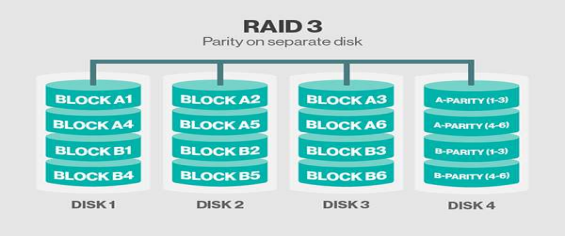 RAID 3
Parity on separate disk
BLOCK A1 BLOCK A2 BLOCK A3 A-PARITY (1-3)
BLOCK A4 BLOCK A5 BLOCK A6 A-PARITY (4-6)
BLOCK B1 BLOCK B2 BLOCK B3 B-PARITY (1-3)
BLOCK B4 BLOCK B5 BLOCK B6 B-PARITY (4-6)
DISK 1 DISK 2 DISK 3 DISK 4